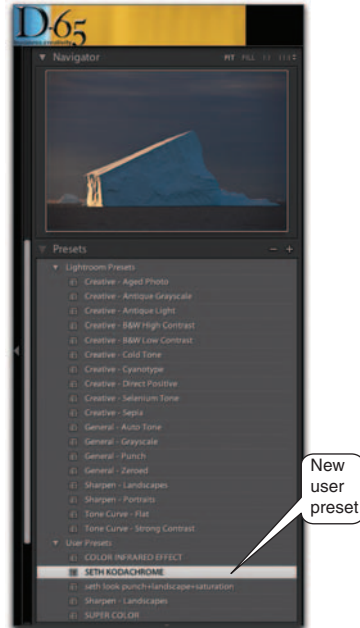 D-65
▼ Navigator FIT FILL 1:1
▼ Presets − +
▼ Lightroom Presets
Creative - Aged Photo
Creative - Antique Grayscale
Creative - Antique Light
Creative - B&W High Contrast
Creative - B&W Low Contrast
Creative - Cold Tone
Creative - Cyanotype
Creative - Direct Positive
Creative - Selenium Tone
Creative - Sepia
General - Auto Tone
General - Grayscale
General - Punch
General - Zeroed
Sharpen - Landscapes
Sharpen - Portraits
Tone Curve - Flat
Tone Curve - Strong Contrast
▼ User Presets
COLOR INFRARED EFFECT
SETH KODACHROME
seth look punch+landscape+saturation
Sharpen - Landscapes
SUPER COLOR
New
user
preset